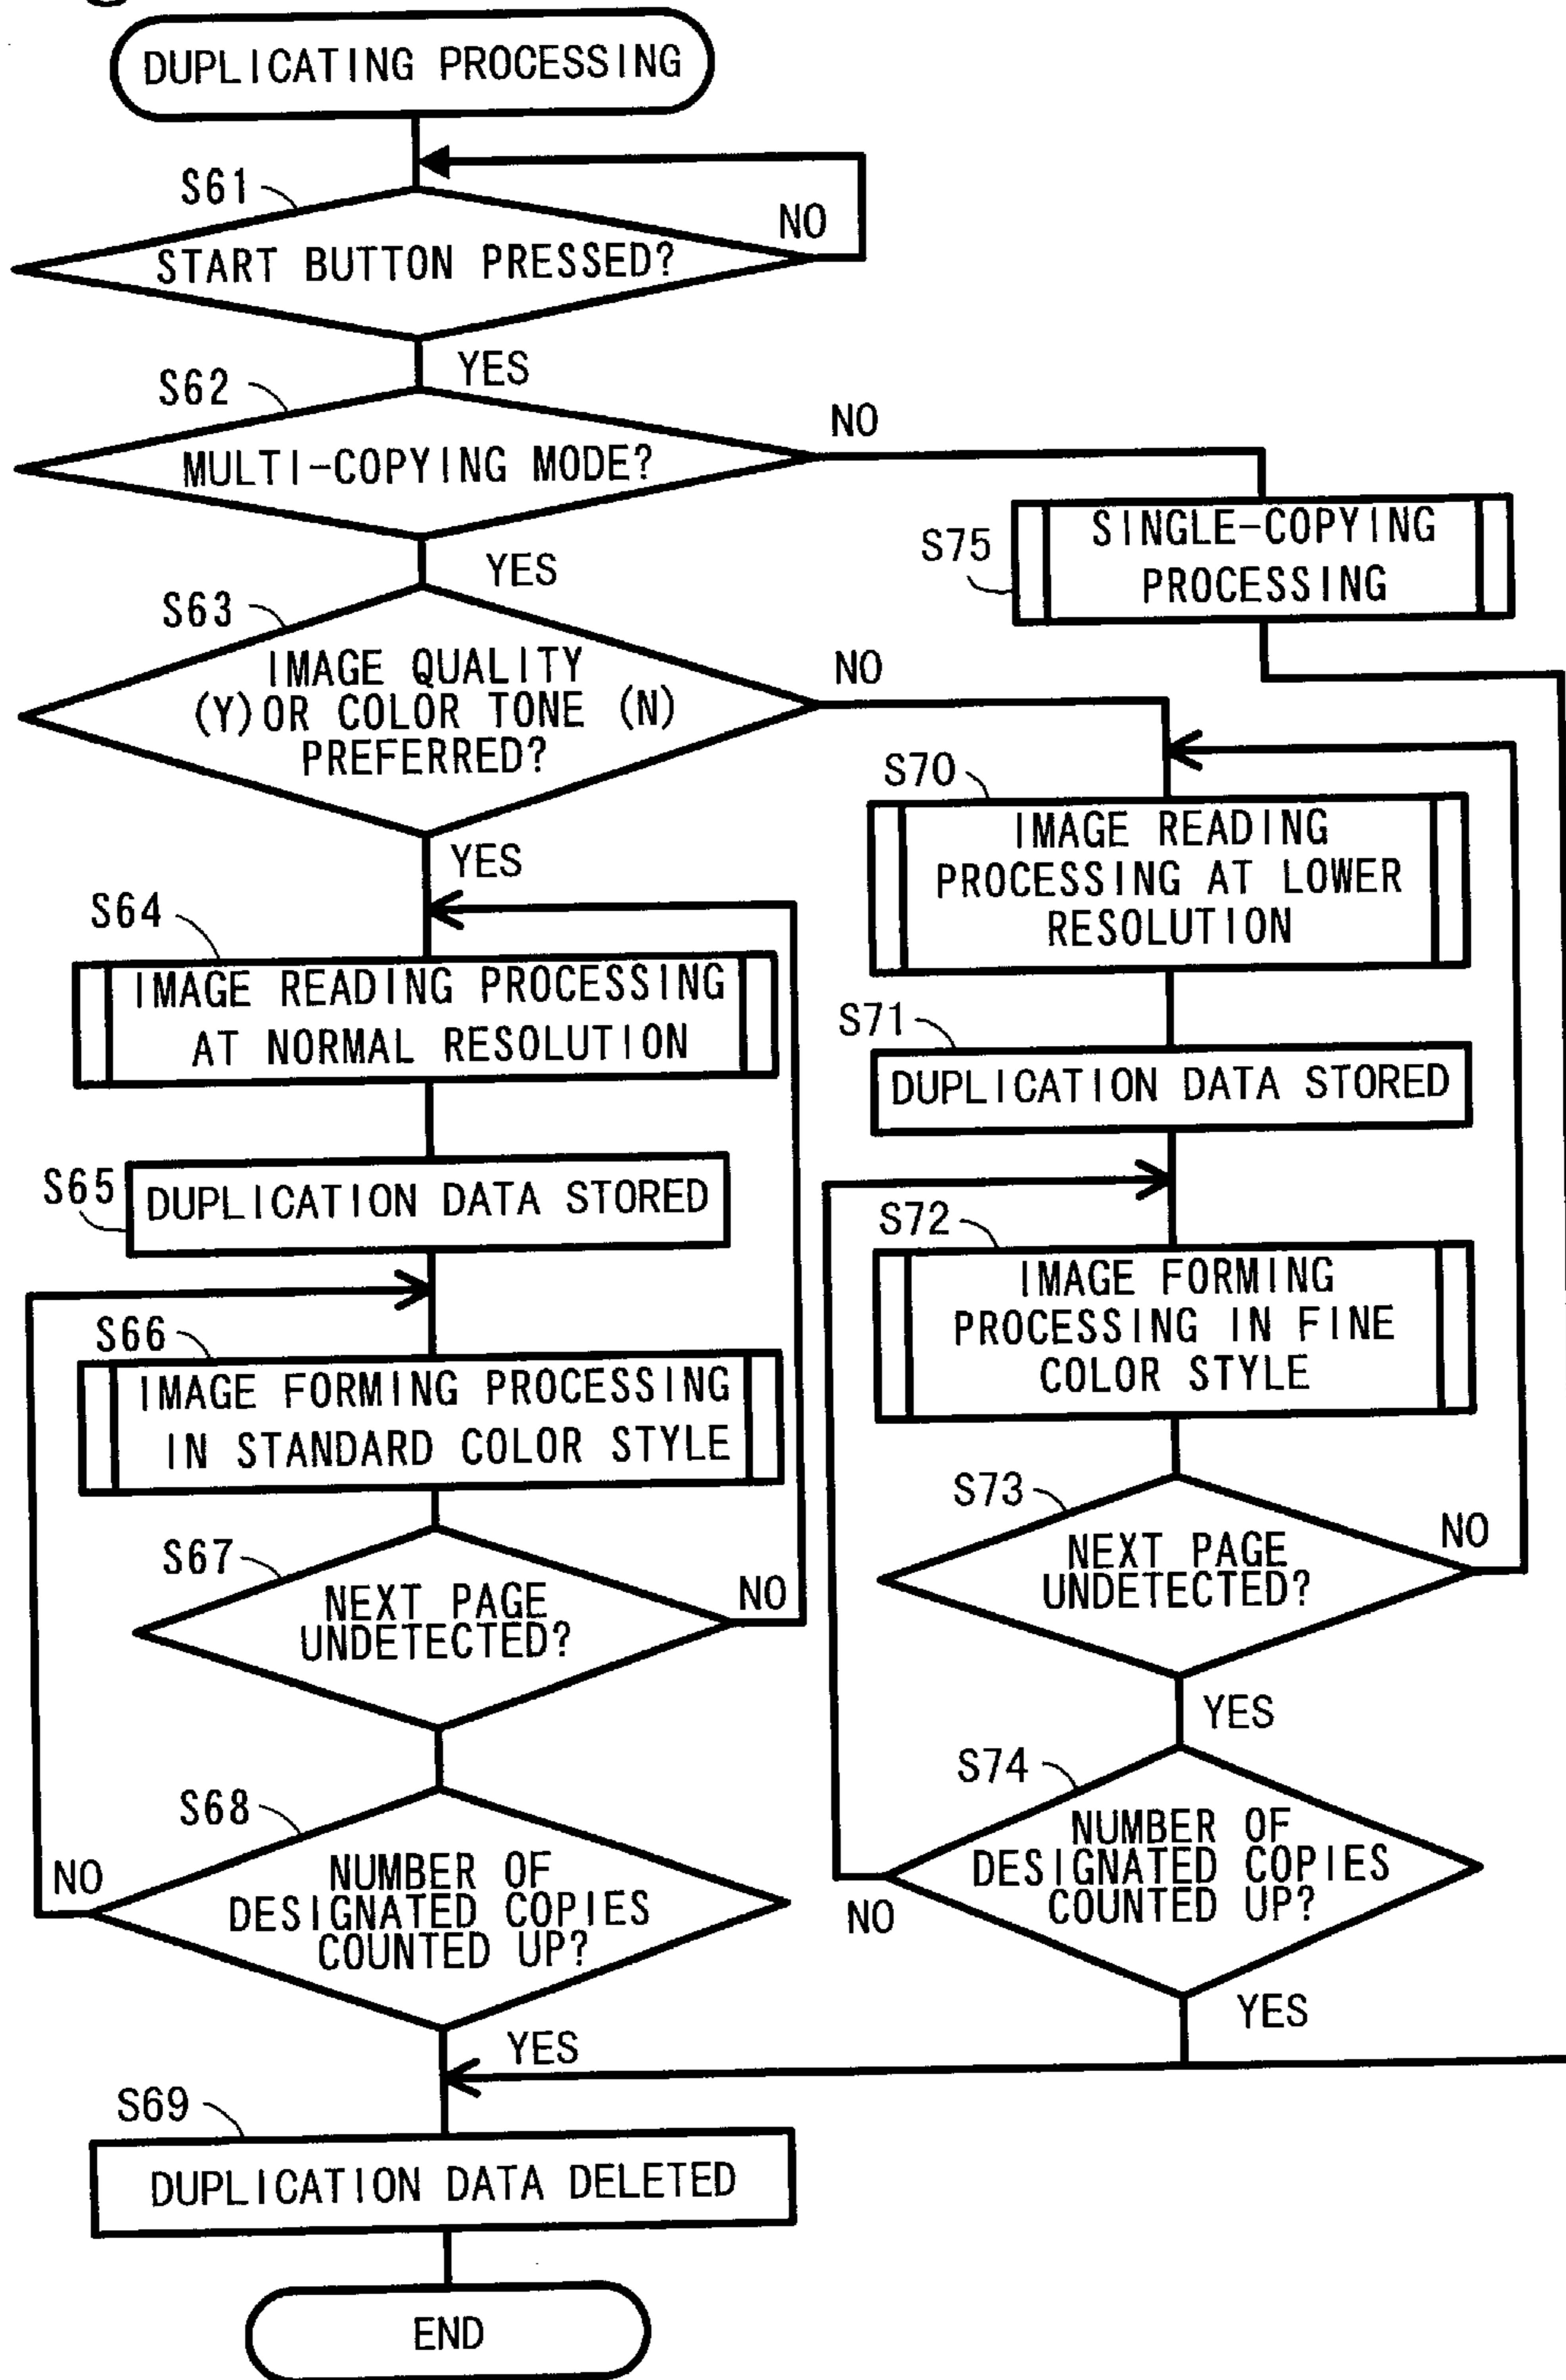 DUPLICATING PROCESSING
S61
NO
START BUTTON PRESSED?
YES
S62
NO
MULTI-COPYING MODE?
YES
S75
SINGLE-COPYING
PROCESSING
S63
IMAGE QUALITY
(Y)OR COLOR TONE (N)
PREFERRED?
NO
YES
S70
IMAGE READING
PROCESSING AT LOWER
RESOLUTION
S64
IMAGE READING PROCESSING
AT NORMAL RESOLUTION
S71
DUPLICATION DATA STORED
S65
DUPLICATION DATA STORED
S72
IMAGE FORMING
PROCESSING IN FINE
COLOR STYLE
S66
IMAGE FORMING PROCESSING
IN STANDARD COLOR STYLE
S73
NEXT PAGE
UNDETECTED?
NO
S67
NEXT PAGE
UNDETECTED?
NO
YES
S74
NUMBER OF
DESIGNATED COPIES
COUNTED UP?
NO
YES
S68
NUMBER OF
DESIGNATED COPIES
COUNTED UP?
NO
YES
S69
DUPLICATION DATA DELETED
END